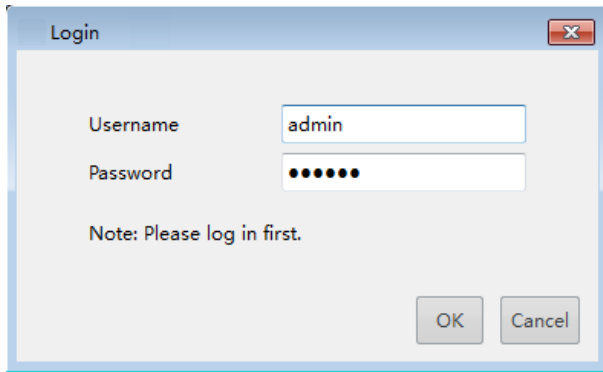 Login
Username admin
Password ●●●●●●
Note: Please log in first.
OK Cancel